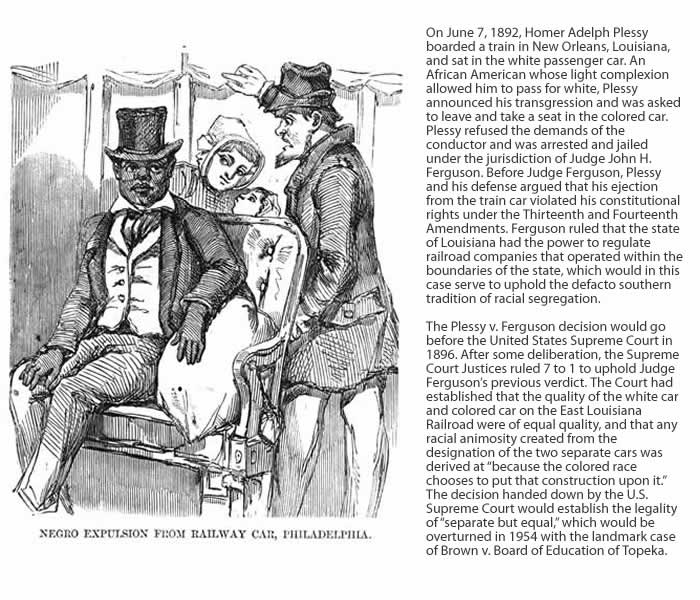 On June 7, 1892, Homer Adelph Plessy
boarded a train in New Orleans, Louisiana,
and sat in the white passenger car. An
African American whose light complexion
allowed him to pass for white, Plessy
announced his transgression and was asked
to leave and take a seat in the colored car.
Plessy refused the demands of the
conductor and was arrested and jailed
under the jurisdiction of Judge John H.
Ferguson. Before Judge Ferguson, Plessy
and his defense argued that his ejection
from the train car violated his constitutional
rights under the Thirteenth and Fourteenth
Amendments. Ferguson ruled that the state
of Louisiana had the power to regulate
railroad companies that operated within the
boundaries of the state, which would in this
case serve to uphold the defacto southern
tradition of racial segregation.

The Plessy v. Ferguson decision would go
before the United States Supreme Court in
1896. After some deliberation, the Supreme
Court Justices ruled 7 to 1 to uphold Judge
Ferguson's previous verdict. The Court had
established that the quality of the white car
and colored car on the East Louisiana
Railroad were of equal quality, and that any
racial animosity created from the
designation of the two separate cars was
derived at "because the colored race
chooses to put that construction upon it."
The decision handed down by the U.S.
Supreme Court would establish the legality
of "separate but equal," which would be
overturned in 1954 with the landmark case
of Brown v. Board of Education of Topeka.

NEGRO EXPULSION FROM RAILWAY CAR, PHILADELPHIA.